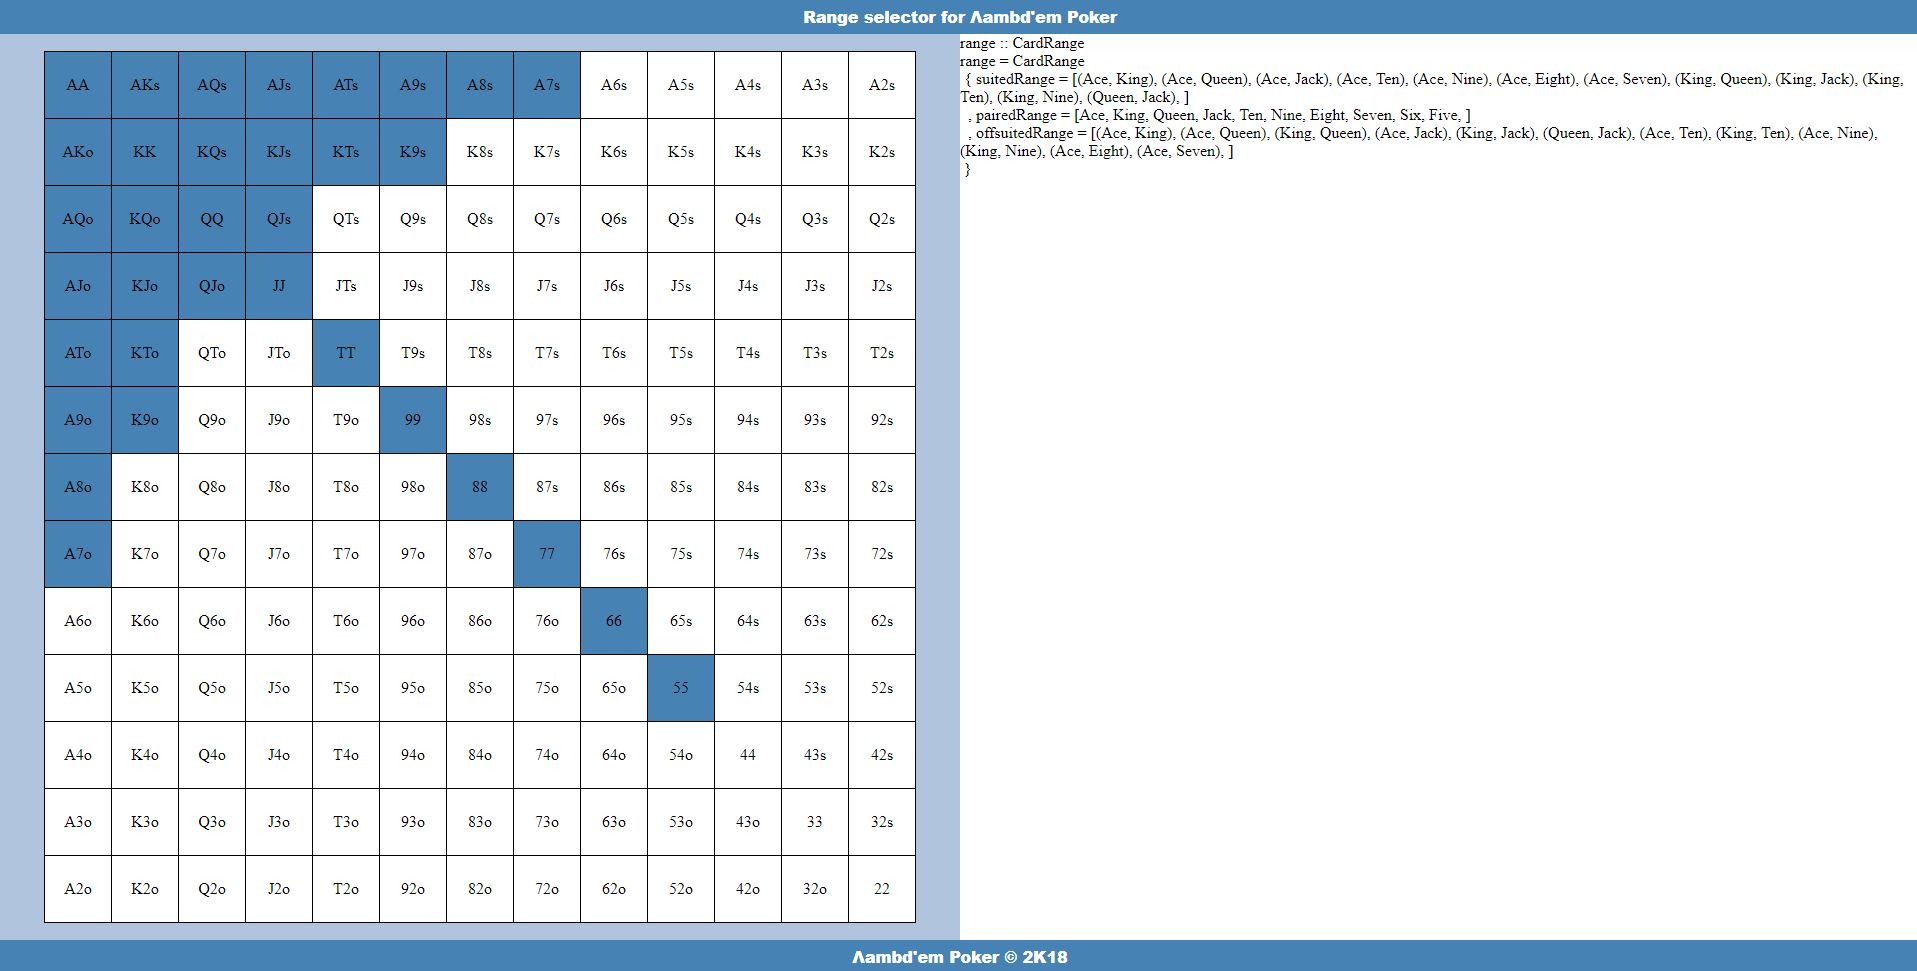 Range selector for Λambd'em Poker
AA AKs AQs AJs ATs A9s A8s A7s A6s A5s A4s A3s A2s
AKo KK KQs KJs KTs K9s K8s K7s K6s K5s K4s K3s K2s
AQo KQo QQ QJs QTs Q9s Q8s Q7s Q6s Q5s Q4s Q3s Q2s
AJo KJo QJo JJ JTs J9s J8s J7s J6s J5s J4s J3s J2s
ATo KTo QTo JTo TT T9s T8s T7s T6s T5s T4s T3s T2s
A9o K9o Q9o J9o T9o 99 98s 97s 96s 95s 94s 93s 92s
A8o K8o Q8o J8o T8o 98o 88 87s 86s 85s 84s 83s 82s
A7o K7o Q7o J7o T7o 97o 87o 77 76s 75s 74s 73s 72s
A6o K6o Q6o J6o T6o 96o 86o 76o 66 65s 64s 63s 62s
A5o K5o Q5o J5o T5o 95o 85o 75o 65o 55 54s 53s 52s
A4o K4o Q4o J4o T4o 94o 84o 74o 64o 54o 44 43s 42s
A3o K3o Q3o J3o T3o 93o 83o 73o 63o 53o 43o 33 32s
A2o K2o Q2o J2o T2o 92o 82o 72o 62o 52o 42o 32o 22
range :: CardRange
range = CardRange
{ suitedRange = [(Ace, King), (Ace, Queen), (Ace, Jack), (Ace, Ten), (Ace, Nine), (Ace, Eight), (Ace, Seven), (King, Queen), (King, Jack), (King,
Ten), (King, Nine), (Queen, Jack), ]
, pairedRange = [Ace, King, Queen, Jack, Ten, Nine, Eight, Seven, Six, Five, ]
, offsuitedRange = [(Ace, King), (Ace, Queen), (King, Queen), (Ace, Jack), (King, Jack), (Queen, Jack), (Ace, Ten), (King, Ten), (Ace, Nine),
(King, Nine), (Ace, Eight), (Ace, Seven), ]
}
Λambd'em Poker © 2K18